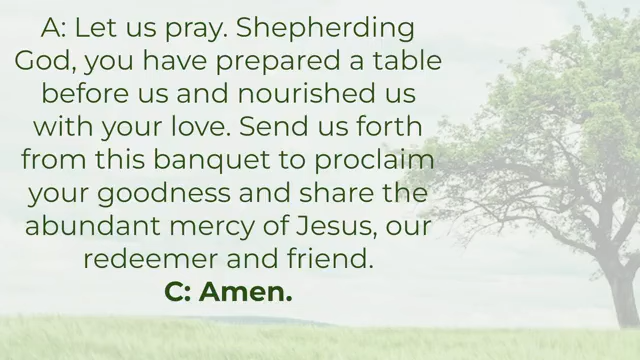 A: Let us pray. Shepherding
God, you have prepared a table
before us and nourished us
with your love. Send us forth
from this banquet to proclaim
your goodness and share the
abundant mercy of Jesus, our
redeemer and friend.
C: Amen.